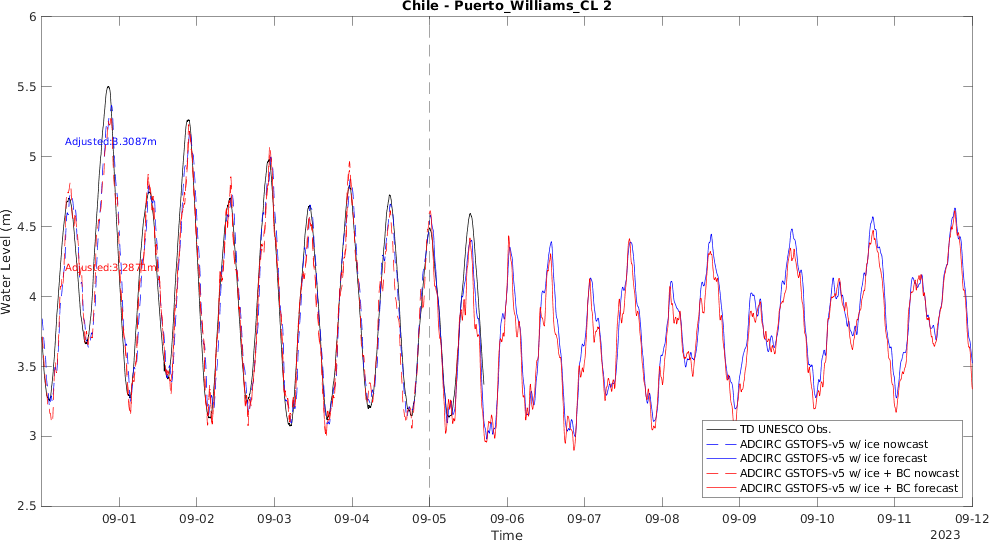 Chile - Puerto_Williams_CL 2
6
5.5
5
4.5
4
3.5
3
2.5
Water Level (m)
Adjusted:3.3087m
Adjusted:3.2871m
TD UNESCO Obs.
ADCIRC GSTOFS-v5 w/ ice nowcast
ADCIRC GSTOFS-v5 w/ ice forecast
ADCIRC GSTOFS-v5 w/ ice + BC nowcast
ADCIRC GSTOFS-v5 w/ ice + BC forecast
09-01 09-02 09-03 09-04 09-05 09-06 09-07 09-08 09-09 09-10 09-11 09-12
Time
2023